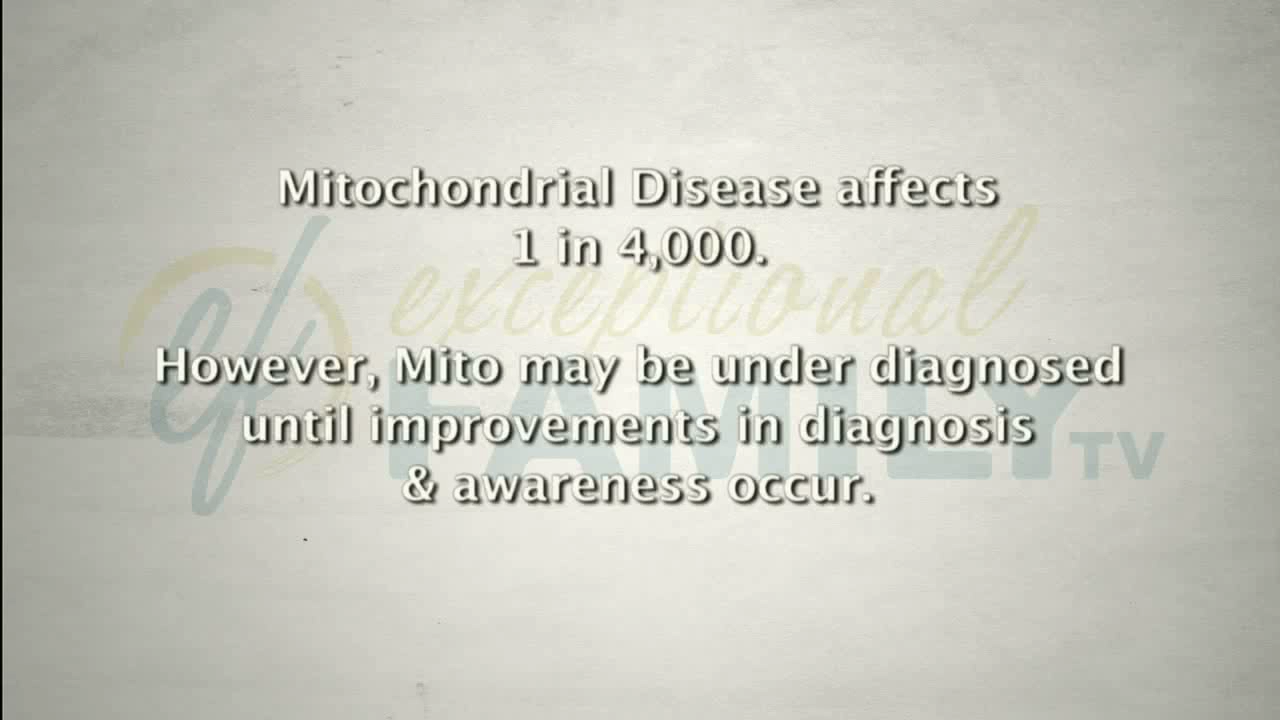 Mitochondrial Disease affects
1 in 4,000.
exceptional
ef
However, Mito may be under diagnosed
FAMILY TV
until improvements in diagnosis
& awareness occur.